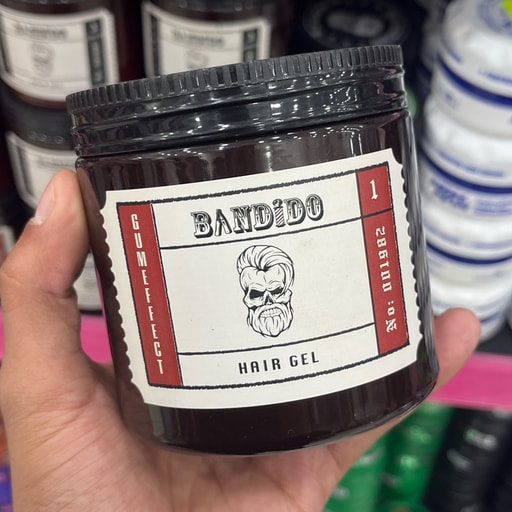 BANDIDO
1
GUMEFFECT
No: 001982
HAIR GEL